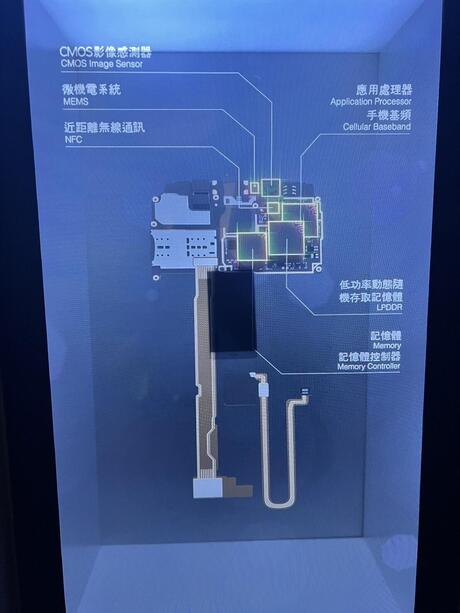 CMOS影像感測器
CMOS Image Sensor
微機電系統
MEMS
近距離無線通訊
NFC
應用處理器
Application Processor
手機基頻
Cellular Baseband
低功率動態隨
機存取記憶體
LPDDR
記憶體
Memory
記憶體控制器
Memory Controller